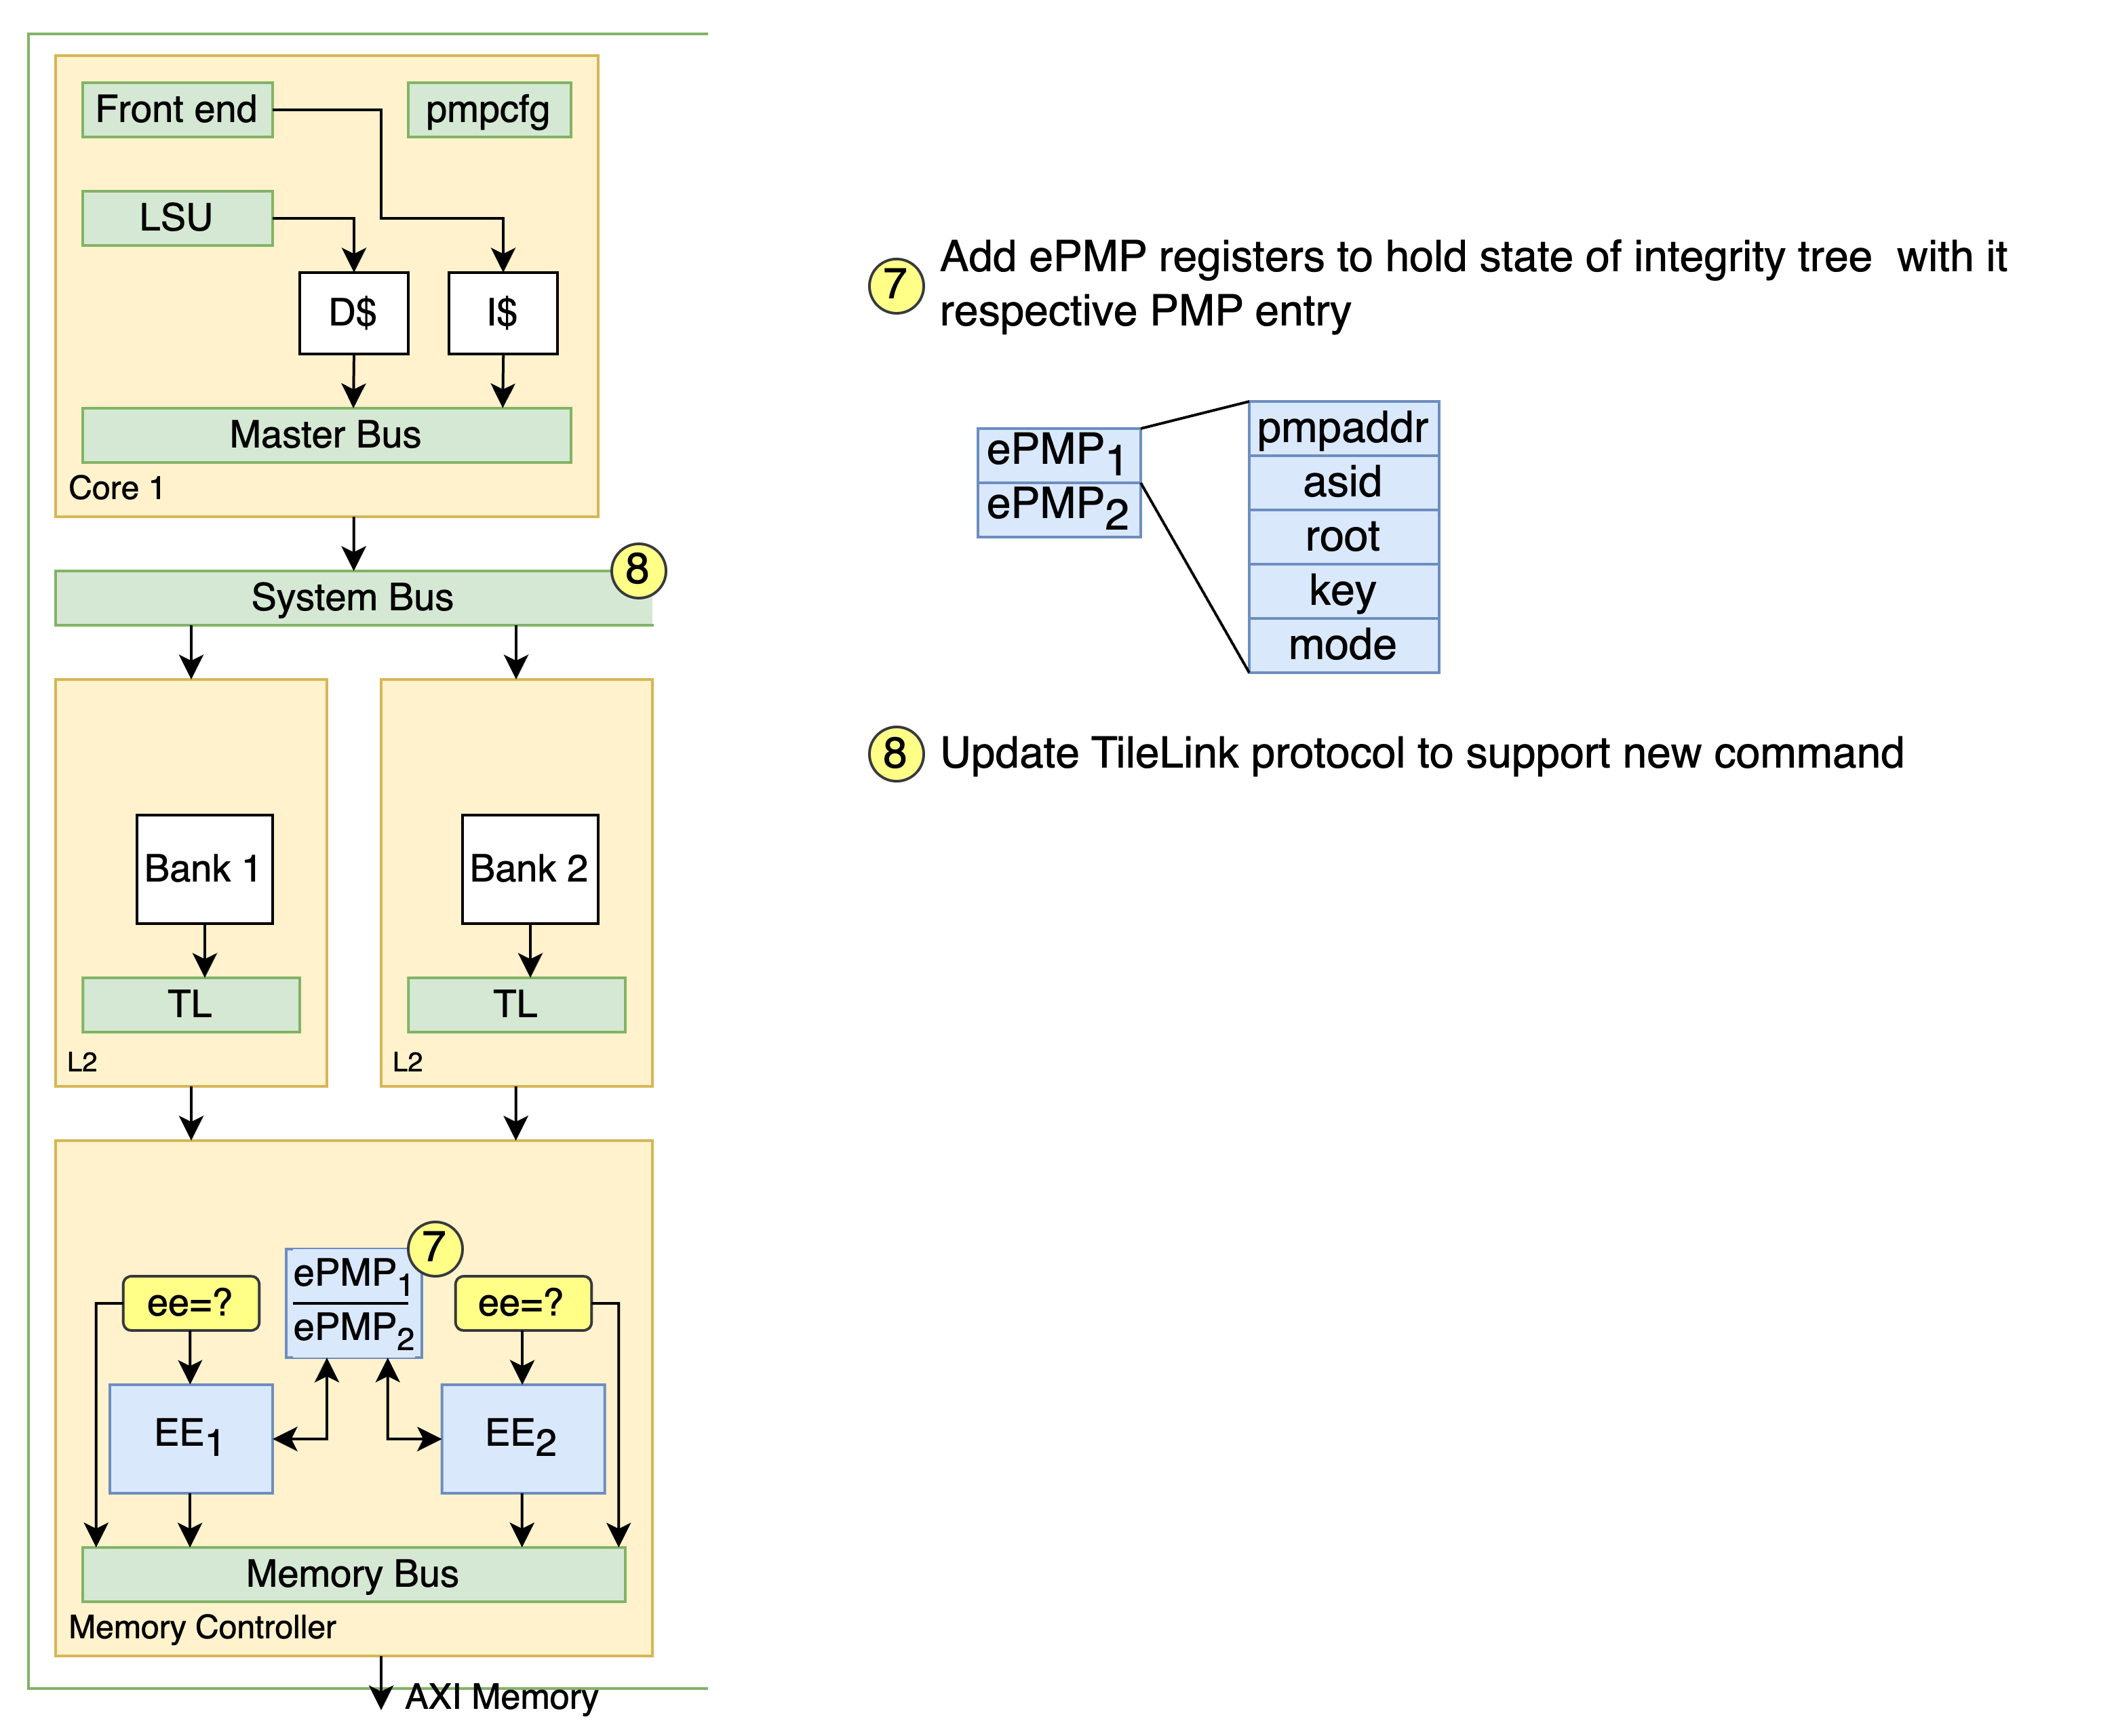 Front end
pmpcfg
LSU
D$
I$
Master Bus
Core 1
8
System Bus
Bank 1
Bank 2
TL
TL
L2
L2
7
ee=?
ePMP1
ePMP2
ee=?
EE1
EE2
Memory Bus
Memory Controller
AXI Memory
7
Add ePMP registers to hold state of integrity tree  with it
respective PMP entry
ePMP1
ePMP2
pmpaddr
asid
root
key
mode
8
Update TileLink protocol to support new command